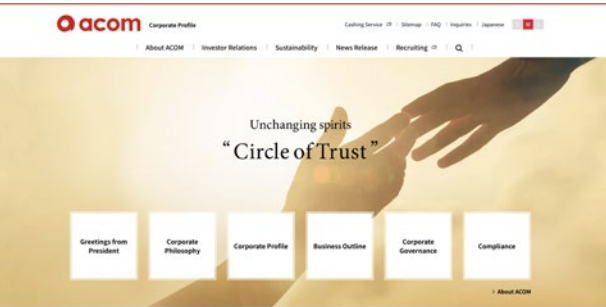 acom Corporate Profile
Cashing Service Sitemap FAQ Inquiries Japanese M
About ACOM Investor Relations Sustainability News Release Recruiting
Unchanging spirits
“Circle of Trust”
Greetings from
President
Corporate
Philosophy
Corporate Profile
Business Outline
Corporate
Governance
Compliance
> About ACOM